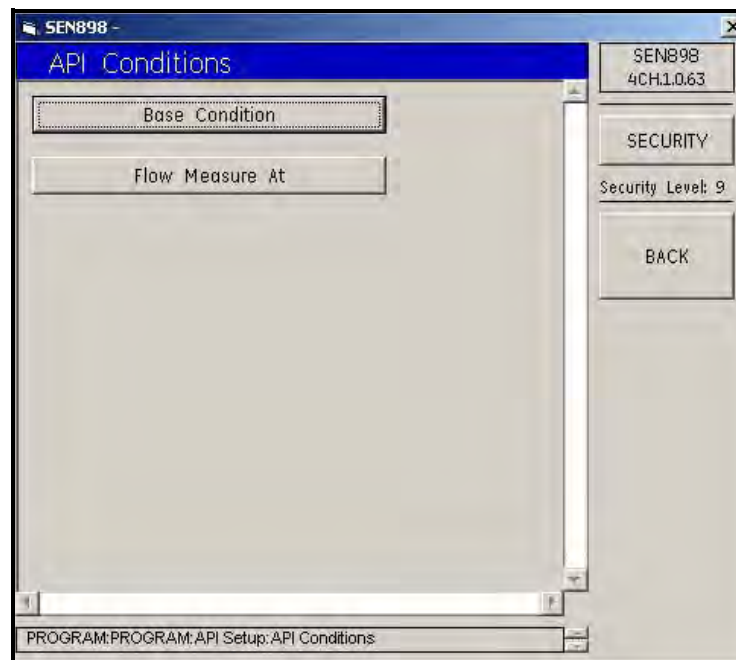 SEN898 -
API Conditions
SEN898
4CH.1.0.63
Base Condition
SECURITY
Flow Measure At
Security Level: 9
BACK
PROGRAM:PROGRAM:API Setup:API Conditions